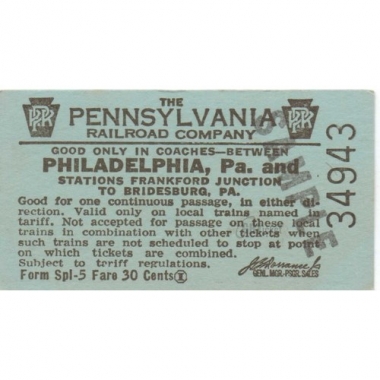 THE
PRR PENNSYLVANIA PRR
RAILROAD COMPANY
GOOD ONLY IN COACHES—BETWEEN
PHILADELPHIA, Pa. and
STATIONS FRANKFORD JUNCTION
TO BRIDESBURG, PA.
Good for one continuous passage, in either di-
rection. Valid only on local trains named in
tariff. Not accepted for passage on these local
trains in combination with other tickets when
such trains are not scheduled to stop at point
on which tickets are combined.
Subject to tariff regulations.
Form Spl-5 Fare 30 Cents I
GENL. MGR.-PSGR. SALES
SAMPLE
34943